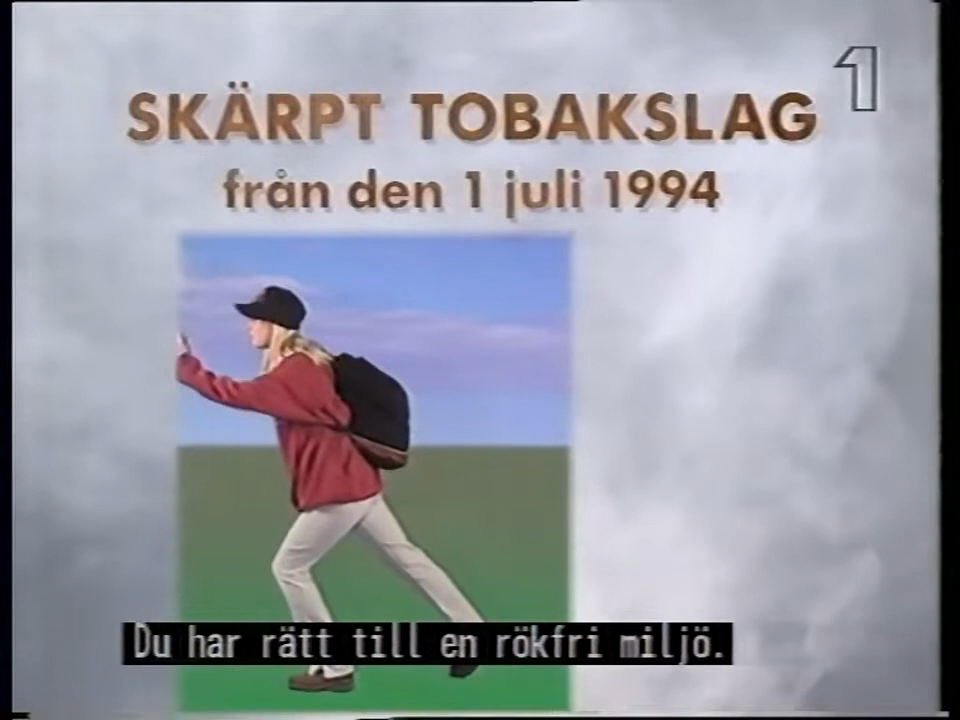 1
SKÄRPT TOBAKSLAG
från den 1 juli 1994
Du har rätt till en rökfri miljö.